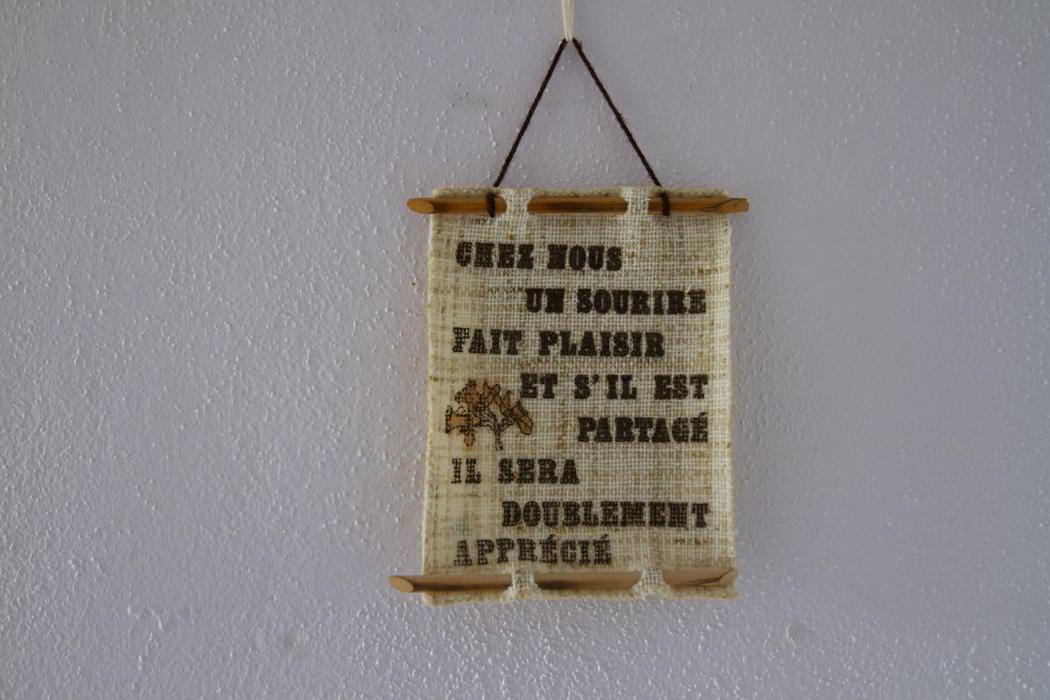 CHEZ NOUS
UN SOURIRE
FAIT PLAISIR
ET S'IL EST
PARTAGÉ
IL SERA
DOUBLEMENT
APPRÉCIÉ